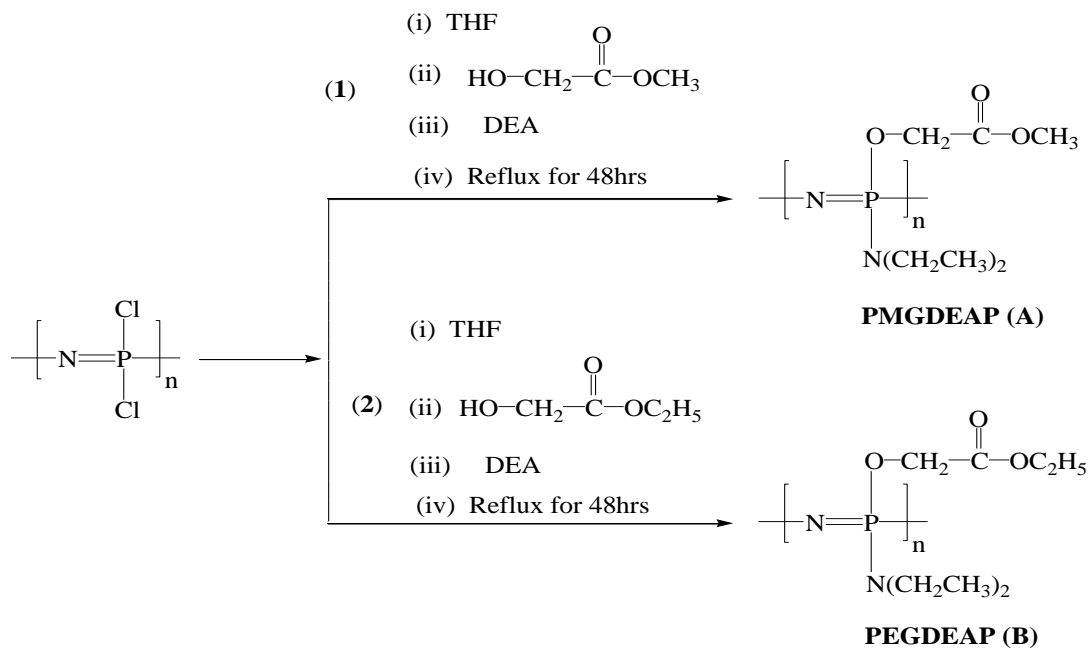 (i) THF
(1) (ii) HO—CH2—C—OCH3
O
(iii) DEA
(iv) Reflux for 48hrs
O
O—CH2—C—OCH3
N=P
n
N(CH2CH3)2
PMGDEAP (A)
Cl
N=P
n
Cl
(i) THF
O
(2) (ii) HO—CH2—C—OC2H5
(iii) DEA
(iv) Reflux for 48hrs
O
O—CH2—C—OC2H5
N=P
n
N(CH2CH3)2
PEGDEAP (B)